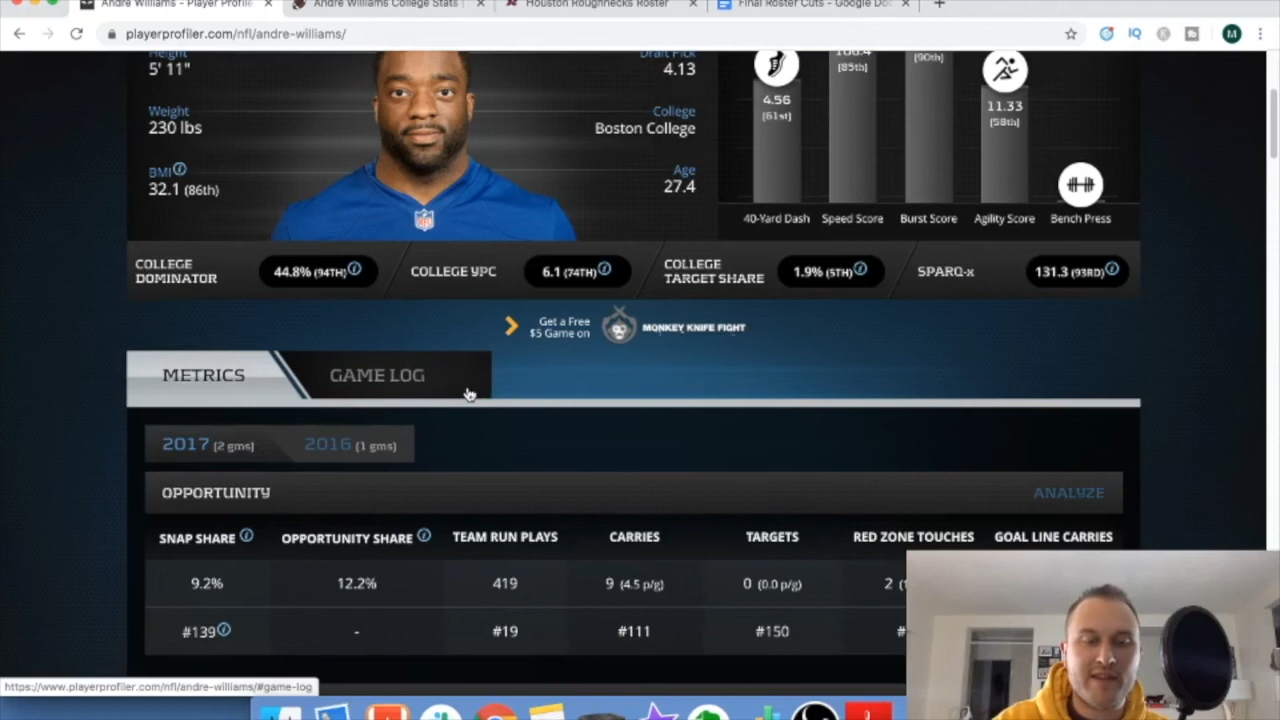 Andre Williams - Player Profile
Andre Williams College Stats
Houston Roughnecks Roster
Final Roster Cuts - Google Doc
playerprofiler.com/nfl/andre-williams/
IQ
M
Height
5' 11"
Draft Pick
4.13
Weight
230 lbs
College
Boston College
BMI
32.1 (86th)
Age
27.4
4.56
(61st)
(85th)
(90th)
11.33
(58th)
40-Yard Dash
Speed Score
Burst Score
Agility Score
Bench Press
COLLEGE
DOMINATOR
44.8% (94TH)
COLLEGE YPC
6.1 (74TH)
COLLEGE
TARGET SHARE
1.9% (5TH)
SPARQ-x
131.3 (93RD)
Get a Free
$5 Game on
MONKEY KNIFE FIGHT
METRICS
GAME LOG
2017 (2 gms)
2016 (1 gms)
OPPORTUNITY
ANALYZE
SNAP SHARE
OPPORTUNITY SHARE
TEAM RUN PLAYS
CARRIES
TARGETS
RED ZONE TOUCHES
GOAL LINE CARRIES
9.2%
12.2%
419
9 (4.5 p/g)
0 (0.0 p/g)
2 (
#139
-
#19
#111
#150
#
https://www.playerprofiler.com/nfl/andre-williams/#game-log